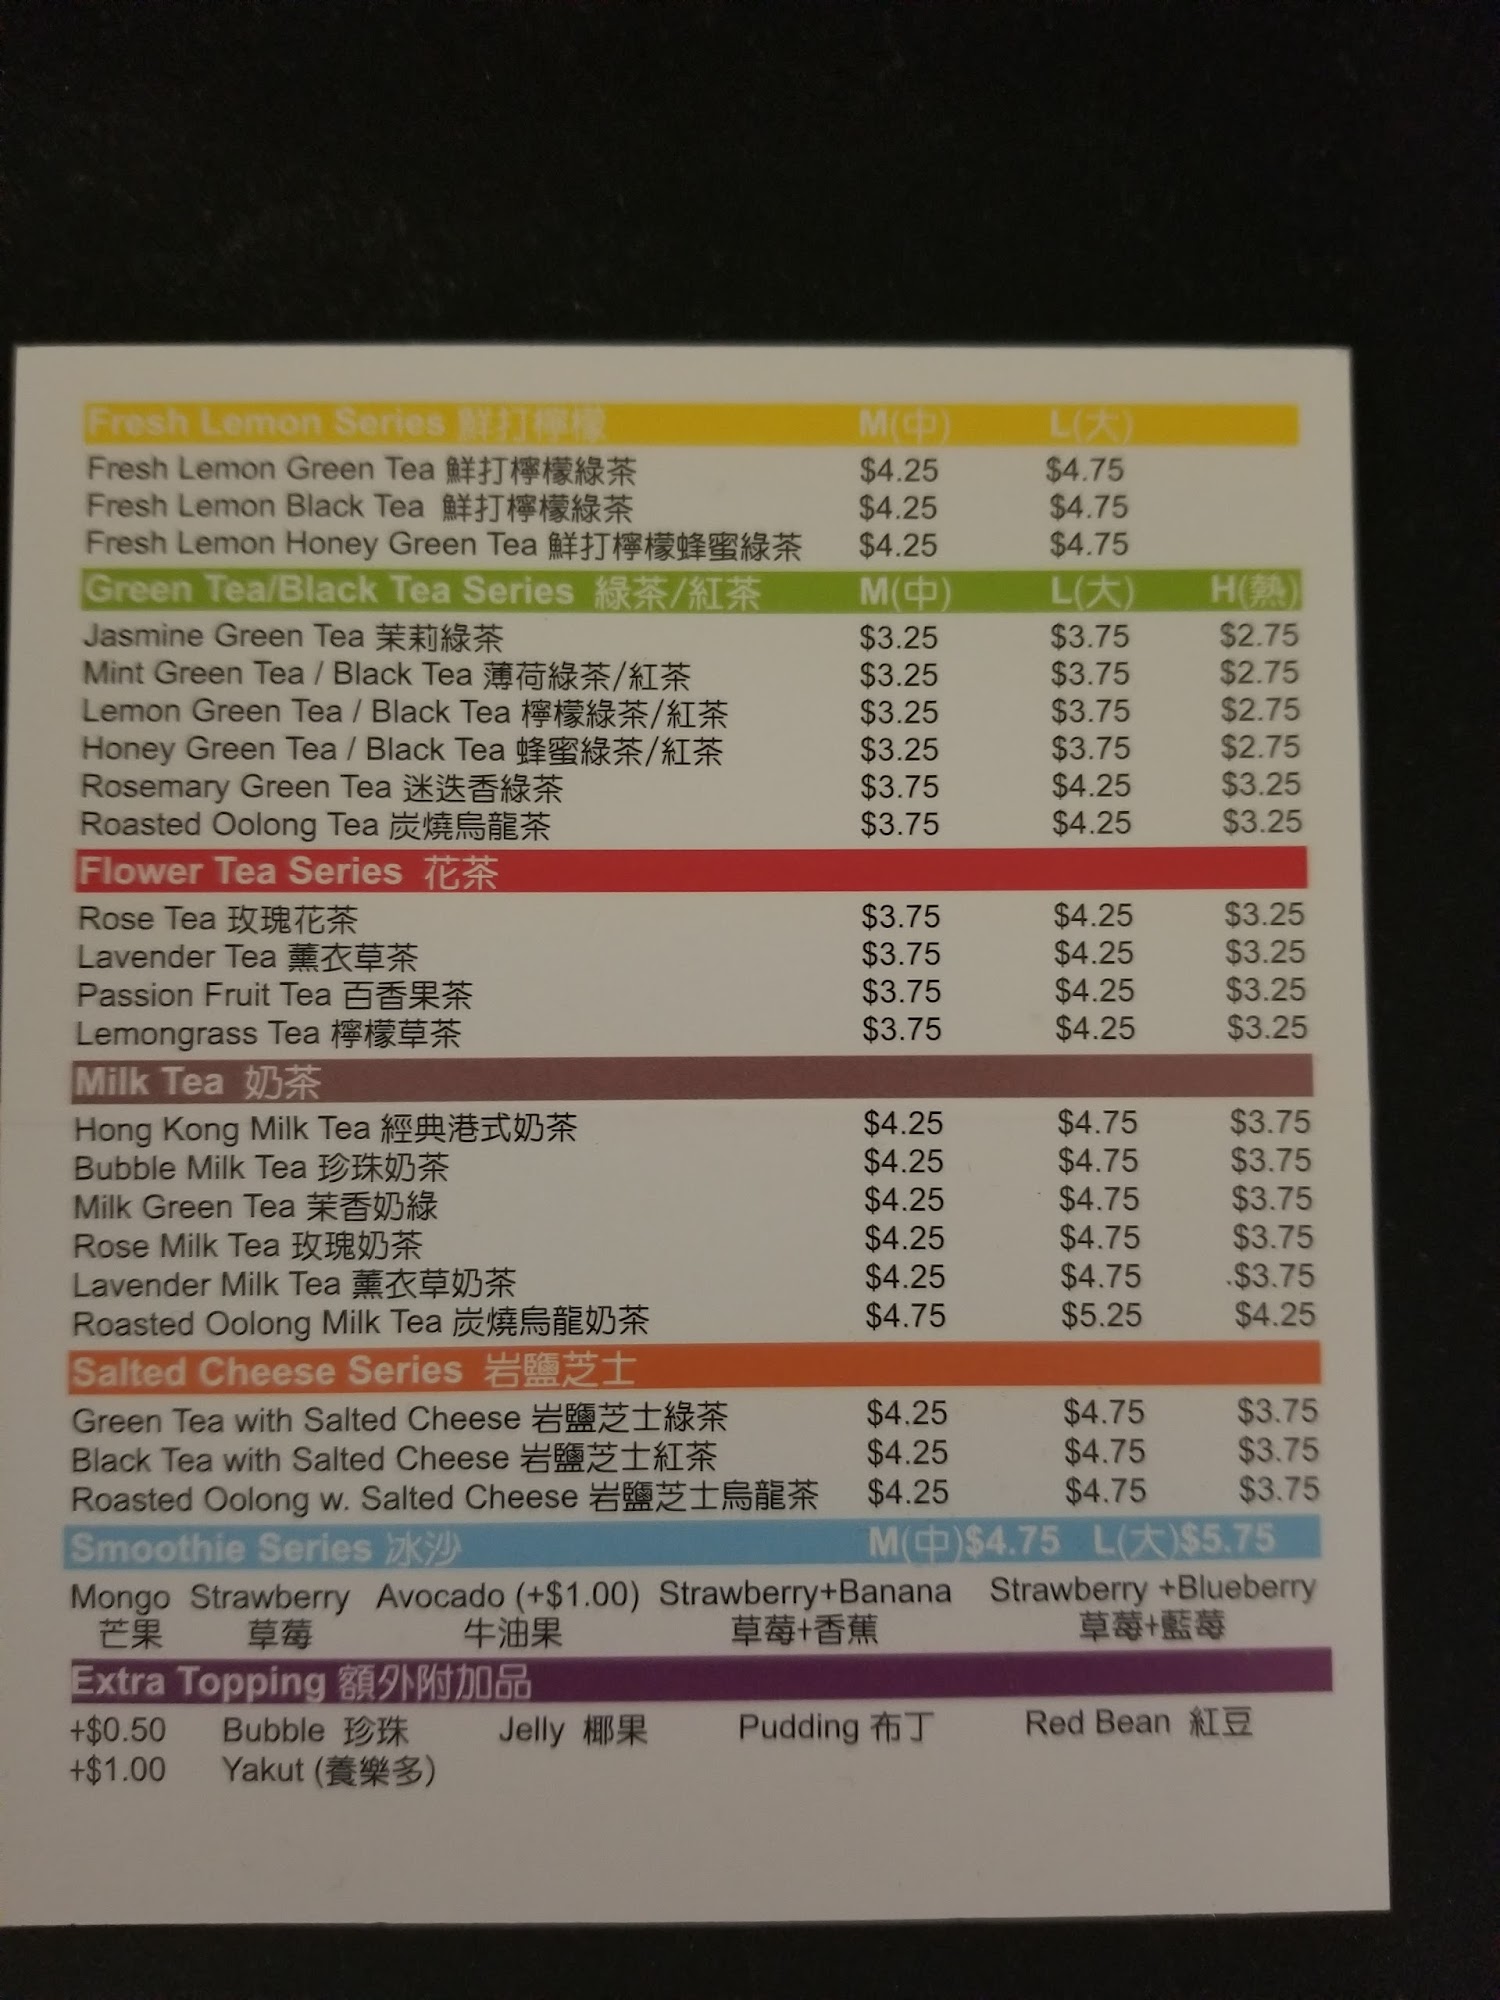 Fresh Lemon Series 鮮打檸檬 M(中) L(大)
Fresh Lemon Green Tea 鮮打檸檬綠茶 $4.25 $4.75
Fresh Lemon Black Tea 鮮打檸檬綠茶 $4.25 $4.75
Fresh Lemon Honey Green Tea 鮮打檸檬蜂蜜綠茶 $4.25 $4.75
Green Tea/Black Tea Series 綠茶/紅茶 M(中) L(大) H(熱)
Jasmine Green Tea 茉莉綠茶 $3.25 $3.75 $2.75
Mint Green Tea / Black Tea 薄荷綠茶/紅茶 $3.25 $3.75 $2.75
Lemon Green Tea / Black Tea 檸檬綠茶/紅茶 $3.25 $3.75 $2.75
Honey Green Tea / Black Tea 蜂蜜綠茶/紅茶 $3.25 $3.75 $2.75
Rosemary Green Tea 迷迭香綠茶 $3.75 $4.25 $3.25
Roasted Oolong Tea 炭燒烏龍茶 $3.75 $4.25 $3.25
Flower Tea Series 花茶
Rose Tea 玫瑰花茶 $3.75 $4.25 $3.25
Lavender Tea 薰衣草茶 $3.75 $4.25 $3.25
Passion Fruit Tea 百香果茶 $3.75 $4.25 $3.25
Lemongrass Tea 檸檬草茶 $3.75 $4.25 $3.25
Milk Tea 奶茶
Hong Kong Milk Tea 經典港式奶茶 $4.25 $4.75 $3.75
Bubble Milk Tea 珍珠奶茶 $4.25 $4.75 $3.75
Milk Green Tea 茉香奶綠 $4.25 $4.75 $3.75
Rose Milk Tea 玫瑰奶茶 $4.25 $4.75 $3.75
Lavender Milk Tea 薰衣草奶茶 $4.25 $4.75 .$3.75
Roasted Oolong Milk Tea 炭燒烏龍奶茶 $4.75 $5.25 $4.25
Salted Cheese Series 岩鹽芝士
Green Tea with Salted Cheese 岩鹽芝士綠茶 $4.25 $4.75 $3.75
Black Tea with Salted Cheese 岩鹽芝士紅茶 $4.25 $4.75 $3.75
Roasted Oolong w. Salted Cheese 岩鹽芝士烏龍茶 $4.25 $4.75 $3.75
Smoothie Series 冰沙 M(中)$4.75 L(大)$5.75
Mongo Strawberry Avocado (+$1.00) Strawberry+Banana Strawberry +Blueberry
芒果 草莓 牛油果 草莓+香蕉 草莓+藍莓
Extra Topping 額外附加品
+$0.50 Bubble 珍珠 Jelly 椰果 Pudding 布丁 Red Bean 紅豆
+$1.00 Yakut (養樂多)